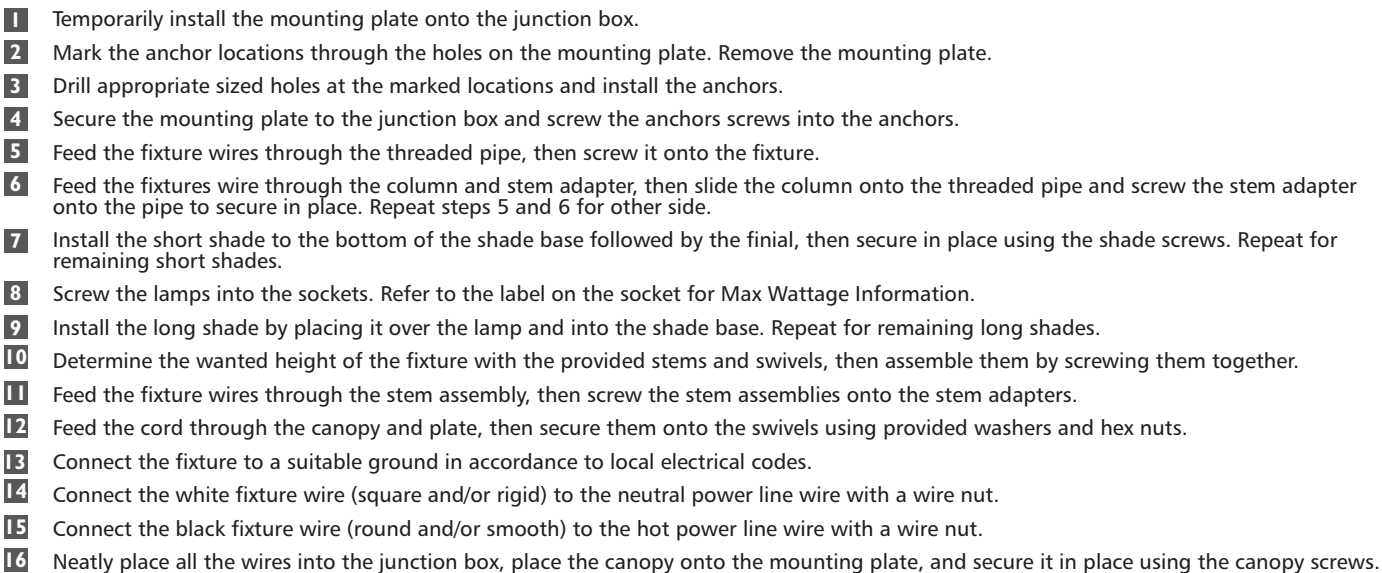 1 Temporarily install the mounting plate onto the junction box.
2 Mark the anchor locations through the holes on the mounting plate. Remove the mounting plate.
3 Drill appropriate sized holes at the marked locations and install the anchors.
4 Secure the mounting plate to the junction box and screw the anchors screws into the anchors.
5 Feed the fixture wires through the threaded pipe, then screw it onto the fixture.
6 Feed the fixtures wire through the column and stem adapter, then slide the column onto the threaded pipe and screw the stem adapter
onto the pipe to secure in place. Repeat steps 5 and 6 for other side.
7 Install the short shade to the bottom of the shade base followed by the finial, then secure in place using the shade screws. Repeat for
remaining short shades.
8 Screw the lamps into the sockets. Refer to the label on the socket for Max Wattage Information.
9 Install the long shade by placing it over the lamp and into the shade base. Repeat for remaining long shades.
10 Determine the wanted height of the fixture with the provided stems and swivels, then assemble them by screwing them together.
11 Feed the fixture wires through the stem assembly, then screw the stem assemblies onto the stem adapters.
12 Feed the cord through the canopy and plate, then secure them onto the swivels using provided washers and hex nuts.
13 Connect the fixture to a suitable ground in accordance to local electrical codes.
14 Connect the white fixture wire (square and/or rigid) to the neutral power line wire with a wire nut.
15 Connect the black fixture wire (round and/or smooth) to the hot power line wire with a wire nut.
16 Neatly place all the wires into the junction box, place the canopy onto the mounting plate, and secure it in place using the canopy screws.